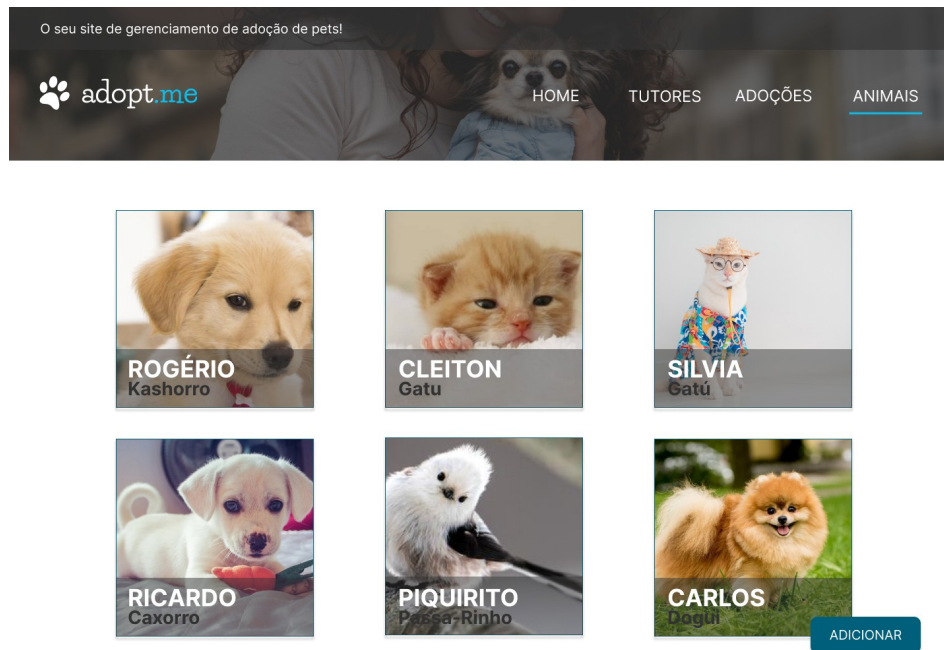 O seu site de gerenciamento de adoção de pets!
adopt.me
HOME TUTORES ADOÇÕES ANIMAIS
ROGÉRIO
Kashorro
CLEITON
Gatu
SILVIA
Gatú
RICARDO
Caxorro
PIQUIRITO
Passa-Rinho
CARLOS
Dogui
ADICIONAR